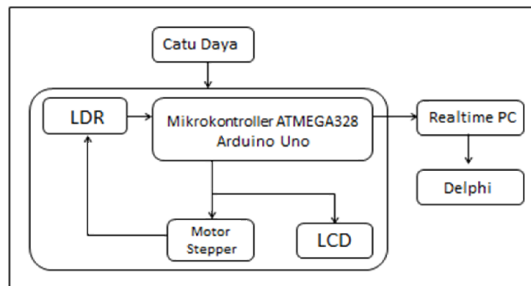 Catu Daya
LDR
Mikrokontroller ATMEGA328
Arduino Uno
Realtime PC
Delphi
Motor
Stepper
LCD